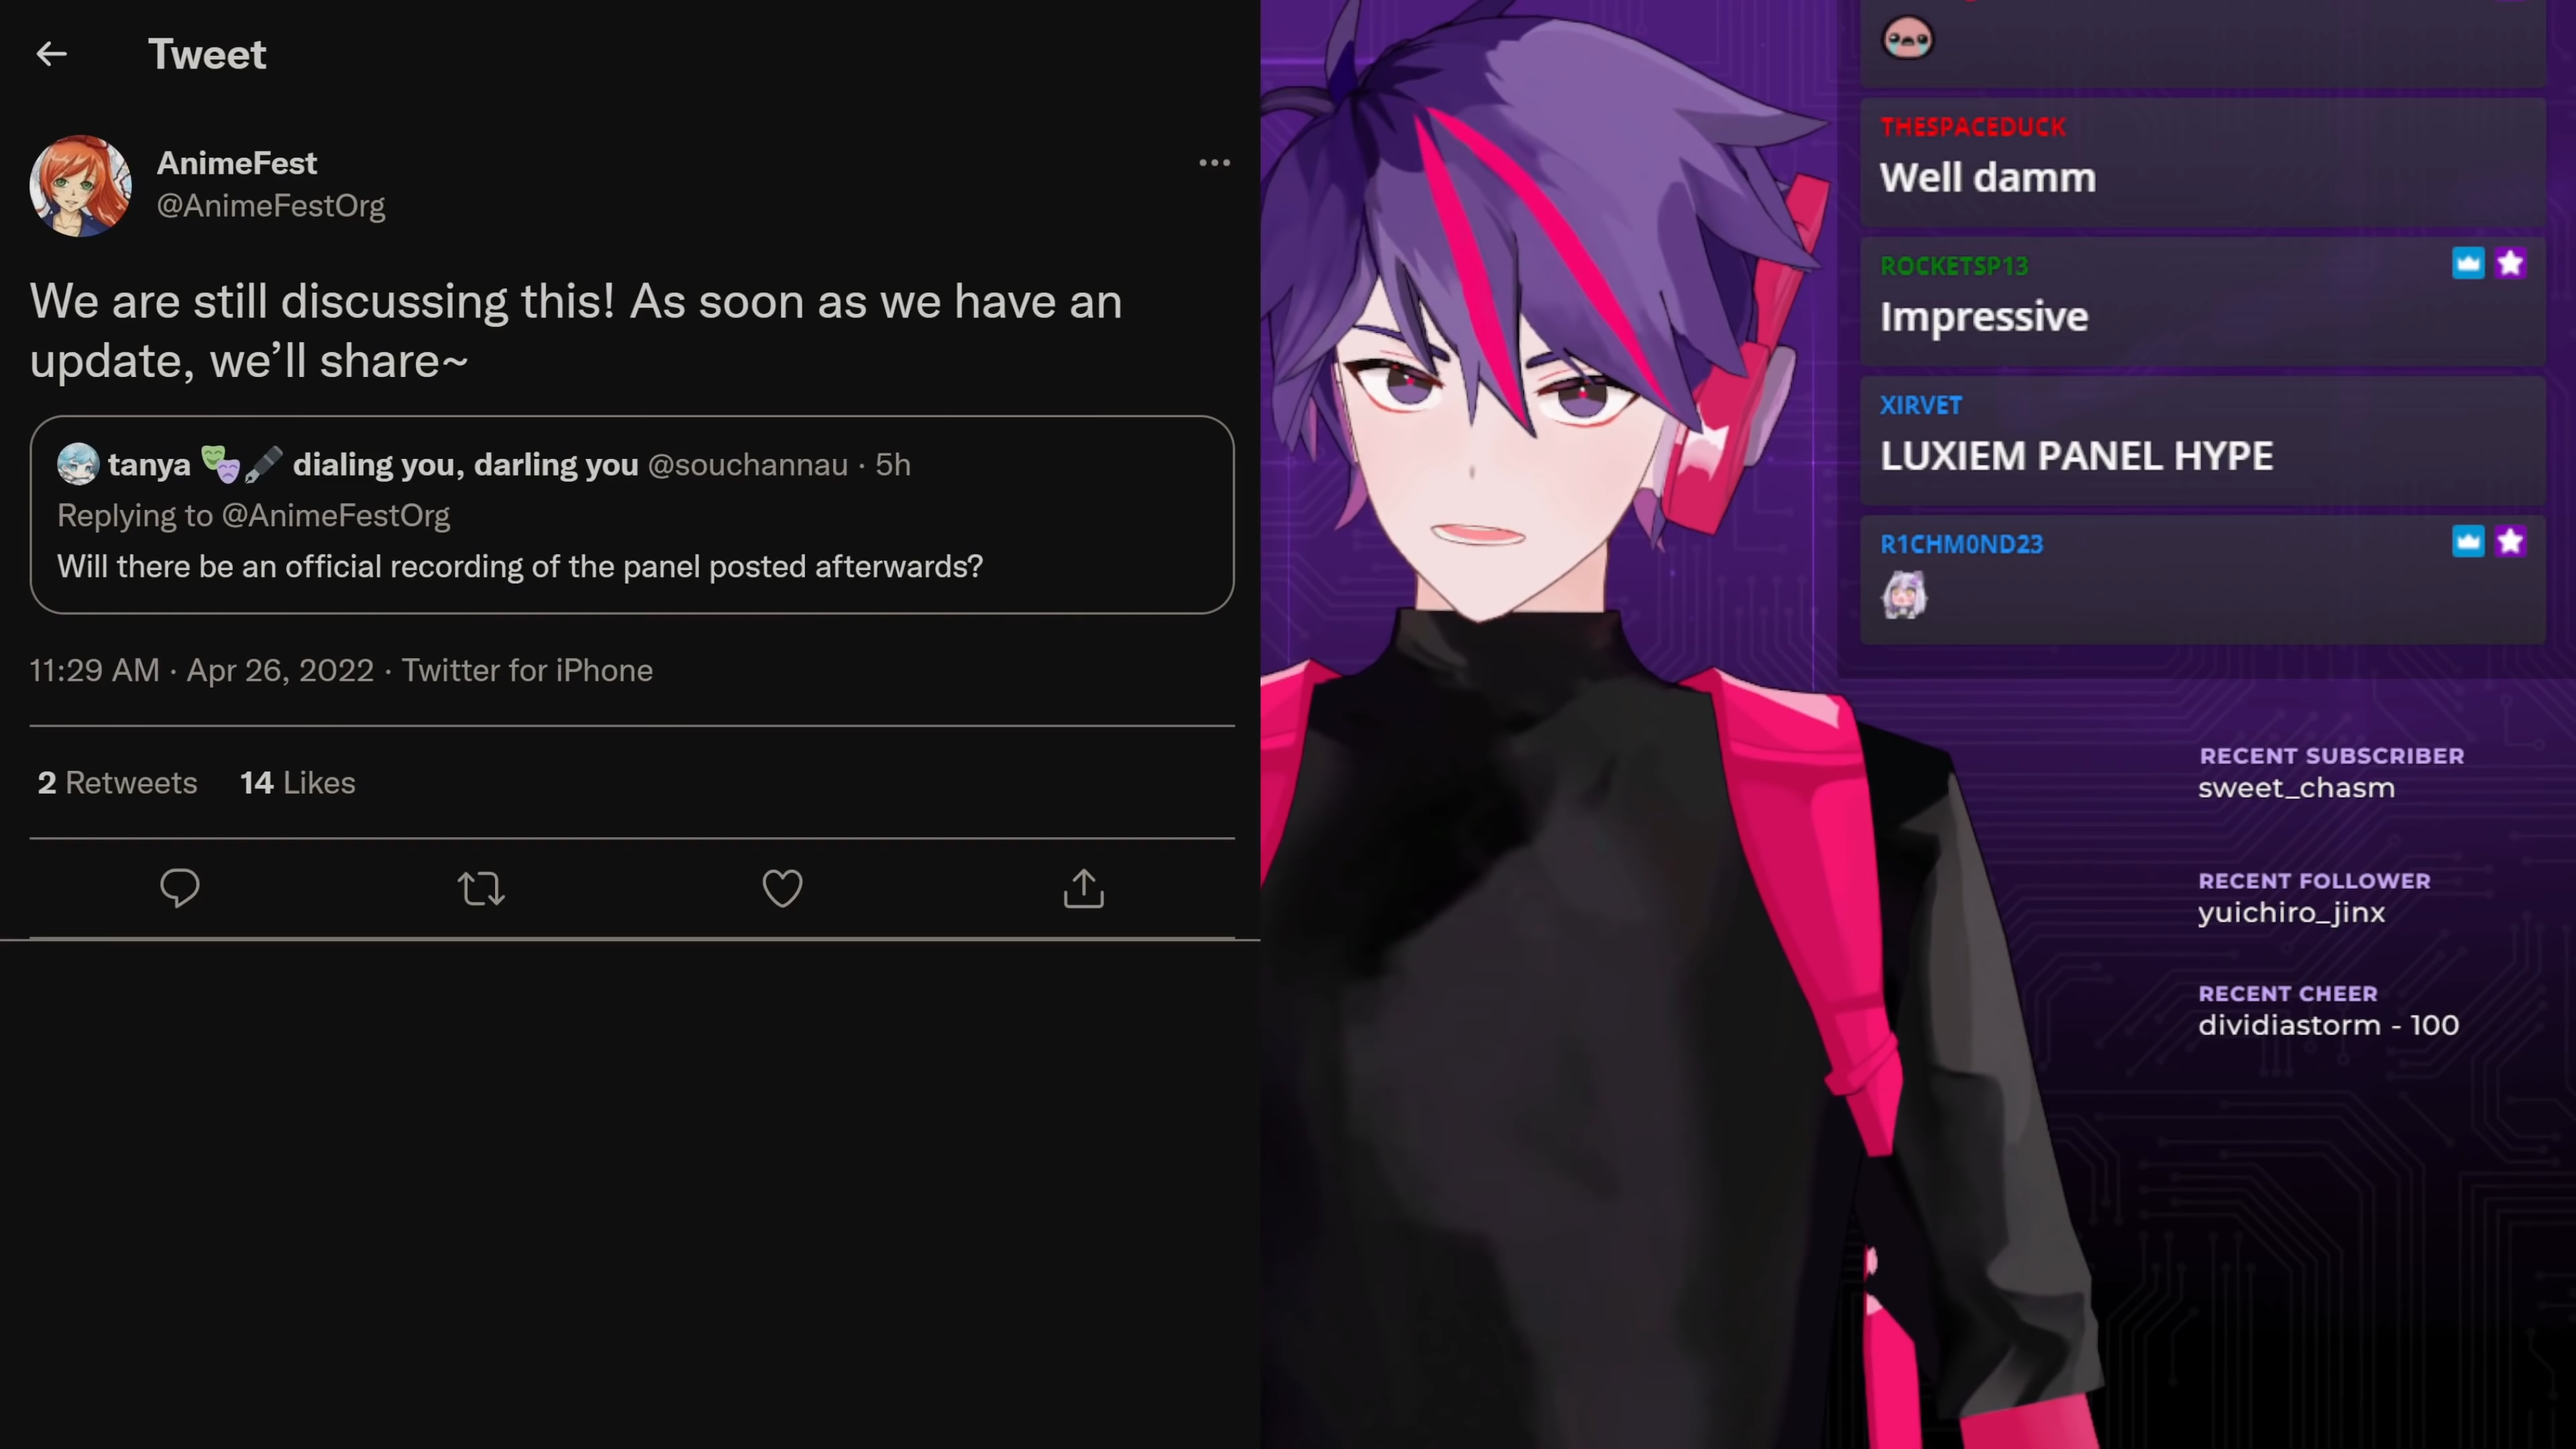 Tweet
AnimeFest
@AnimeFestOrg
We are still discussing this! As soon as we have an
update, we’ll share~
tanya 🎭🖋️ dialing you, darling you @souchannau · 5h
Replying to @AnimeFestOrg
Will there be an official recording of the panel posted afterwards?
11:29 AM · Apr 26, 2022 · Twitter for iPhone
2 Retweets 14 Likes
THESPACEDUCK
Well damm
ROCKETSP13
Impressive
XIRVET
LUXIEM PANEL HYPE
R1CHM0ND23
RECENT SUBSCRIBER
sweet_chasm
RECENT FOLLOWER
yuichiro_jinx
RECENT CHEER
dividiastorm - 100